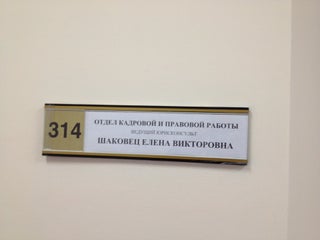 314
ОТДЕЛ КАДРОВОЙ И ПРАВОВОЙ РАБОТЫ
ВЕДУЩИЙ ЮРИСКОНСУЛЬТ
ШАКОВЕЦ ЕЛЕНА ВИКТОРОВНА